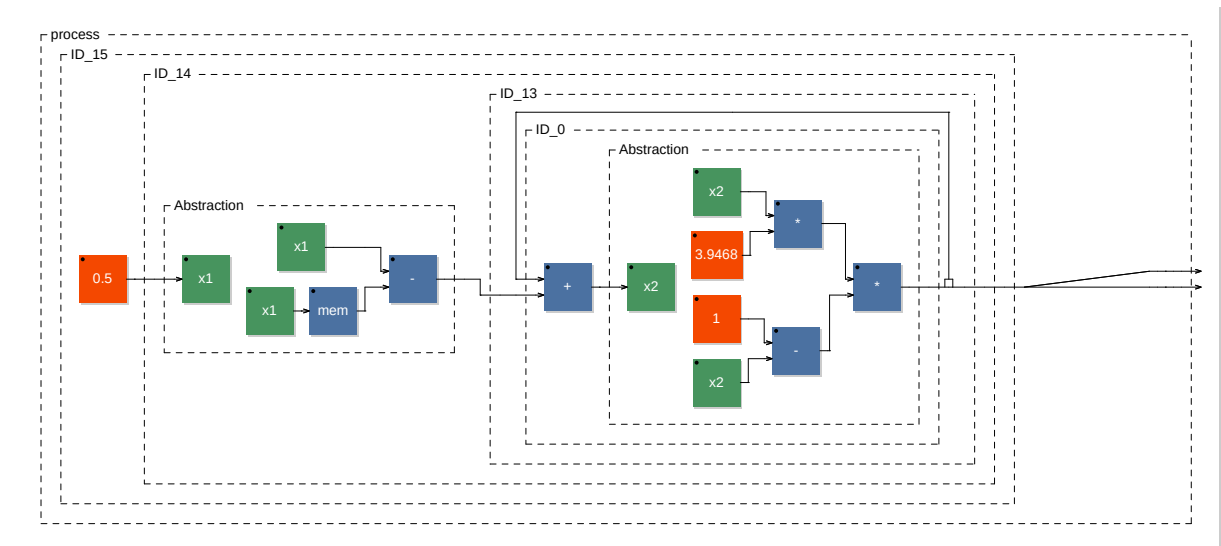 process
ID_15
ID_14
ID_13
ID_0
Abstraction
x2
*
3.9468
Abstraction
x1
-
0.5
x1
+
x2
*
x1
mem
1
-
x2